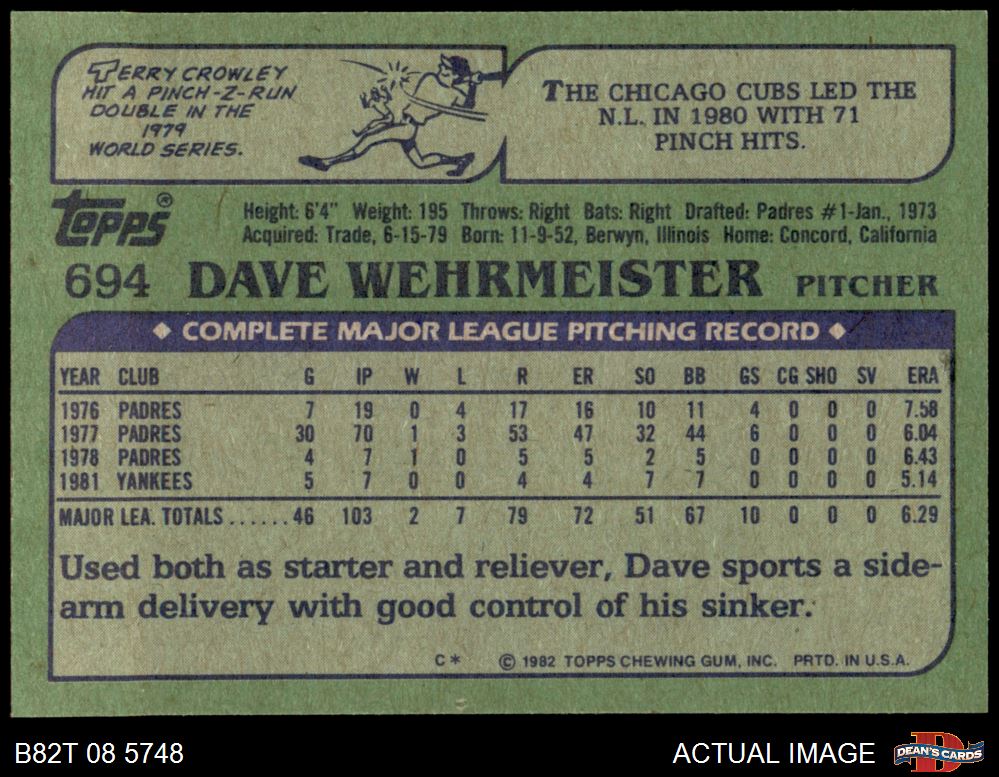 TERRY CROWLEY
HIT A PINCH-2-RUN
DOUBLE IN THE
1979
WORLD SERIES.
THE CHICAGO CUBS LED THE
N.L. IN 1980 WITH 71
PINCH HITS.
TOPPS®
Height: 6'4" Weight: 195 Throws: Right Bats: Right Drafted: Padres #1-Jan., 1973
Acquired: Trade, 6-15-79 Born: 11-9-52, Berwyn, Illinois Home: Concord, California
694 DAVE WEHRMEISTER PITCHER
◆ COMPLETE MAJOR LEAGUE PITCHING RECORD ◆
YEAR CLUB G IP W L R ER SO BB GS CG SHO SV ERA
1976 PADRES 7 19 0 4 17 16 10 11 4 0 0 0 7.58
1977 PADRES 30 70 1 3 53 47 32 44 6 0 0 0 6.04
1978 PADRES 4 7 1 0 5 5 2 5 0 0 0 0 6.43
1981 YANKEES 5 7 0 0 4 4 7 7 0 0 0 0 5.14
MAJOR LEA. TOTALS......46 103 2 7 79 72 51 67 10 0 0 0 6.29
Used both as starter and reliever, Dave sports a side-
arm delivery with good control of his sinker.
C* © 1982 TOPPS CHEWING GUM, INC. PRTD. IN U.S.A.
B82T 08 5748
ACTUAL IMAGE
D
DEAN'S CARDS